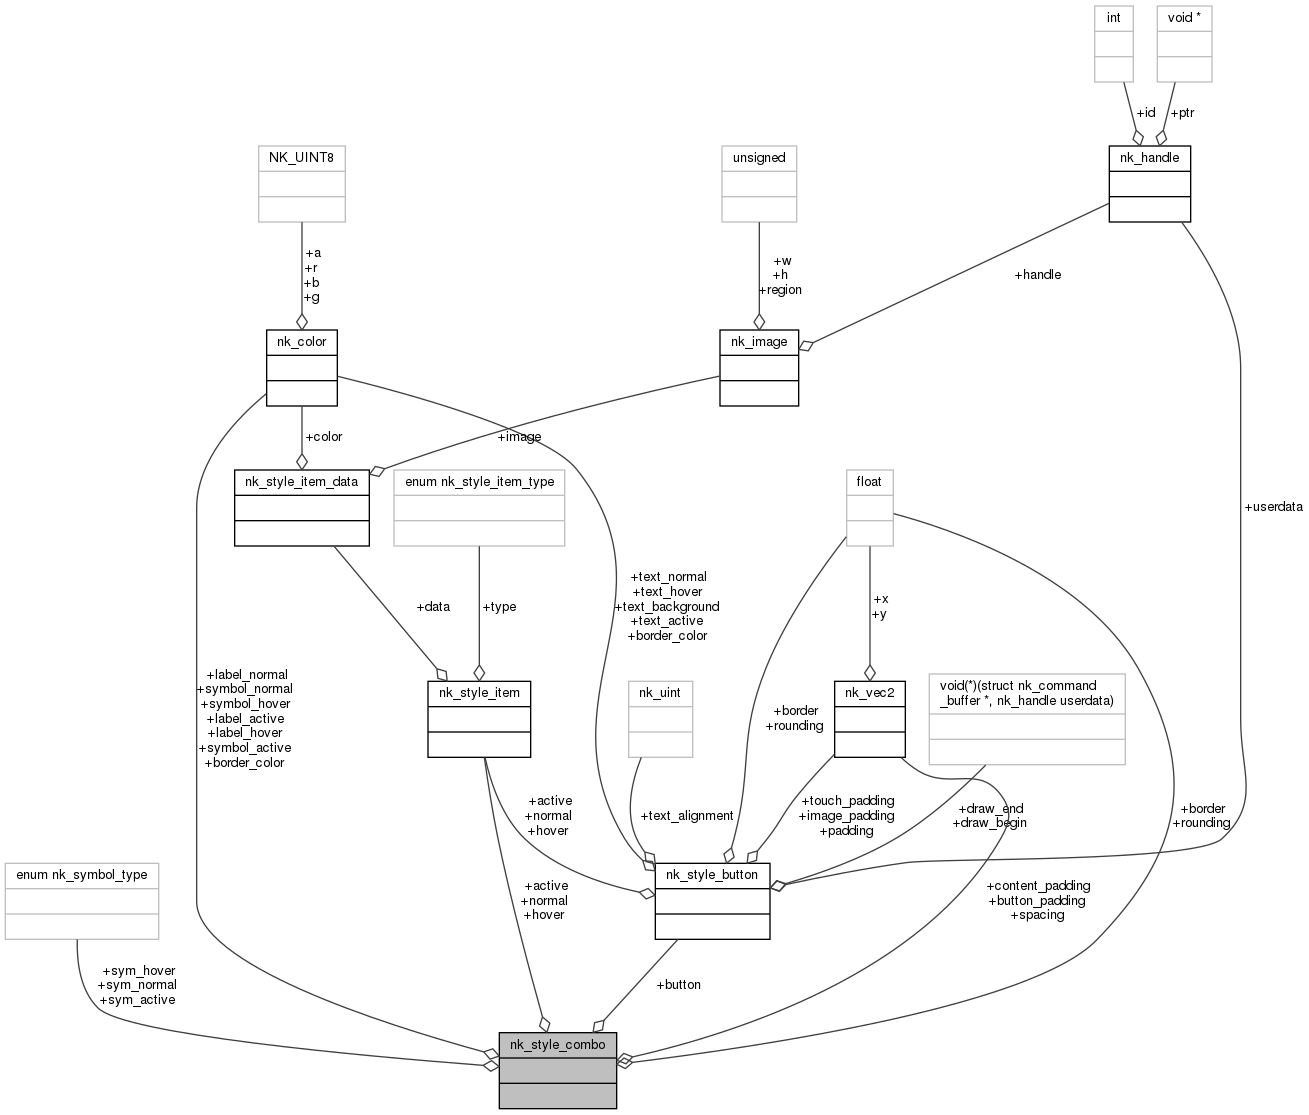 int
void *
+id
+ptr
NK_UINT8
unsigned
nk_handle
+a
+r
+b
+g
+w
+h
+region
+handle
nk_color
nk_image
+color
+image
nk_style_item_data
enum nk_style_item_type
float
+userdata
+text_normal
+text_hover
+text_background
+text_active
+border_color
+data
+type
+x
+y
+label_normal
+symbol_normal
+symbol_hover
+label_active
+label_hover
+symbol_active
+border_color
nk_style_item
nk_uint
nk_vec2
void(*)(struct nk_command
_buffer *, nk_handle userdata)
+border
+rounding
+active
+normal
+hover
+text_alignment
+touch_padding
+image_padding
+padding
+draw_end
+draw_begin
+border
+rounding
enum nk_symbol_type
nk_style_button
+active
+normal
+hover
+content_padding
+button_padding
+spacing
+sym_hover
+sym_normal
+sym_active
+button
nk_style_combo